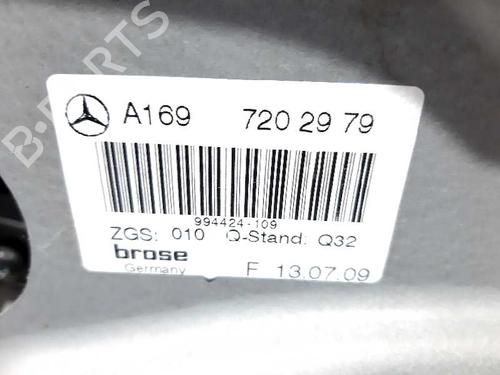 B-PARTS
A169 720 29 79
994424-109
ZGS: 010 Q-Stand: Q32
brose
Germany F 13.07.09